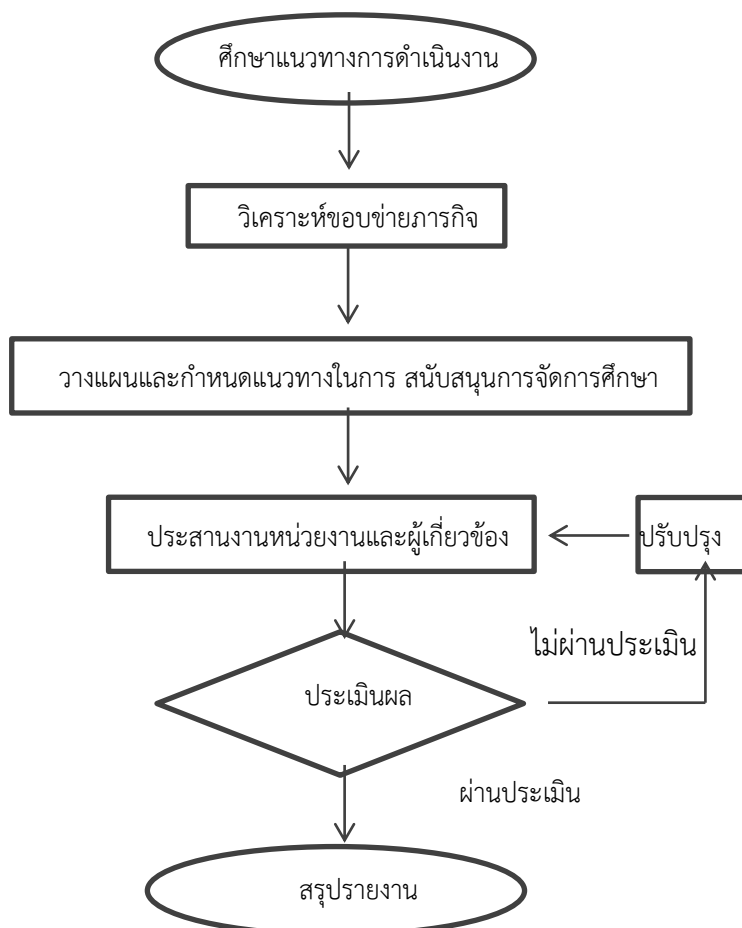 ศึกษาแนวทางการดำเนินงาน
วิเคราะห์ขอบข่ายภารกิจ
วางแผนและกำหนดแนวทางในการ สนับสนุนการจัดการศึกษา
ประสานงานหน่วยงานและผู้เกี่ยวข้อง
ปรับปรุง
ไม่ผ่านประเมิน
ประเมินผล
ผ่านประเมิน
สรุปรายงาน